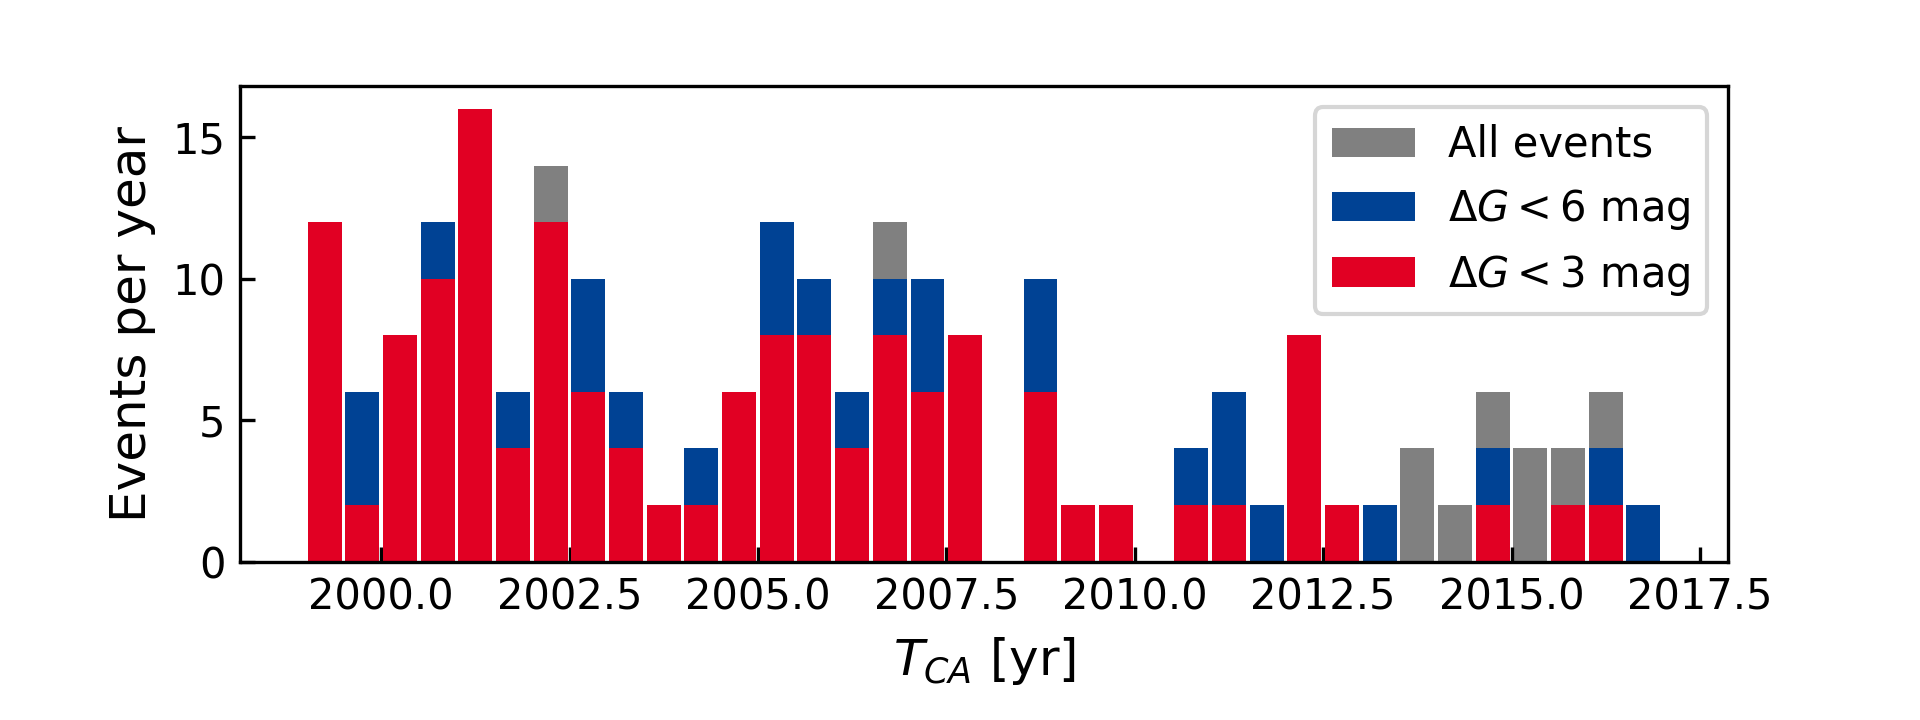 Events per year
15
10
5
0
All events
ΔG < 6 mag
ΔG < 3 mag
2000.0 2002.5 2005.0 2007.5 2010.0 2012.5 2015.0 2017.5
T_CA [yr]